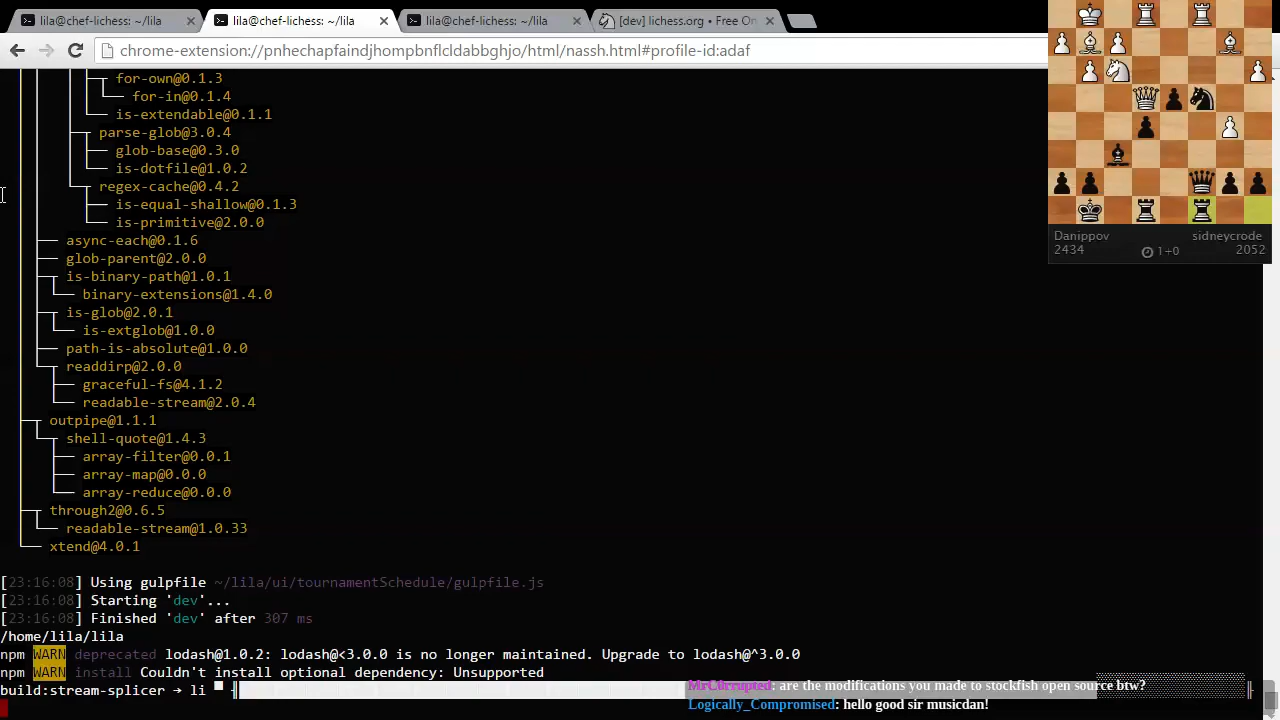 lila@chef-lichess: ~/lila
lila@chef-lichess: ~/lila
lila@chef-lichess: ~/lila
[dev] lichess.org • Free On
chrome-extension://pnhechapfaindjhompbnflcldabbghjo/html/nassh.html#profile-id:adaf
for-own@0.1.3
for-in@0.1.4
is-extendable@0.1.1
parse-glob@3.0.4
glob-base@0.3.0
is-dotfile@1.0.2
regex-cache@0.4.2
is-equal-shallow@0.1.3
is-primitive@2.0.0
async-each@0.1.6
glob-parent@2.0.0
is-binary-path@1.0.1
binary-extensions@1.4.0
is-glob@2.0.1
is-extglob@1.0.0
path-is-absolute@1.0.0
readdirp@2.0.0
graceful-fs@4.1.2
readable-stream@2.0.4
outpipe@1.1.1
shell-quote@1.4.3
array-filter@0.0.1
array-map@0.0.0
array-reduce@0.0.0
through2@0.6.5
readable-stream@1.0.33
xtend@4.0.1
[23:16:08] Using gulpfile ~/lila/ui/tournamentSchedule/gulpfile.js
[23:16:08] Starting 'dev'...
[23:16:08] Finished 'dev' after 307 ms
/home/lila/lila
npm WARN deprecated lodash@1.0.2: lodash@<3.0.0 is no longer maintained. Upgrade to lodash@^3.0.0
npm WARN install Couldn't install optional dependency: Unsupported
build:stream-splicer → li
Danippov sidneycrode
2434 1+0 2052
MrC0rrupted: are the modifications you made to stockfish open source btw?
Logically_Compromised: hello good sir musicdan!